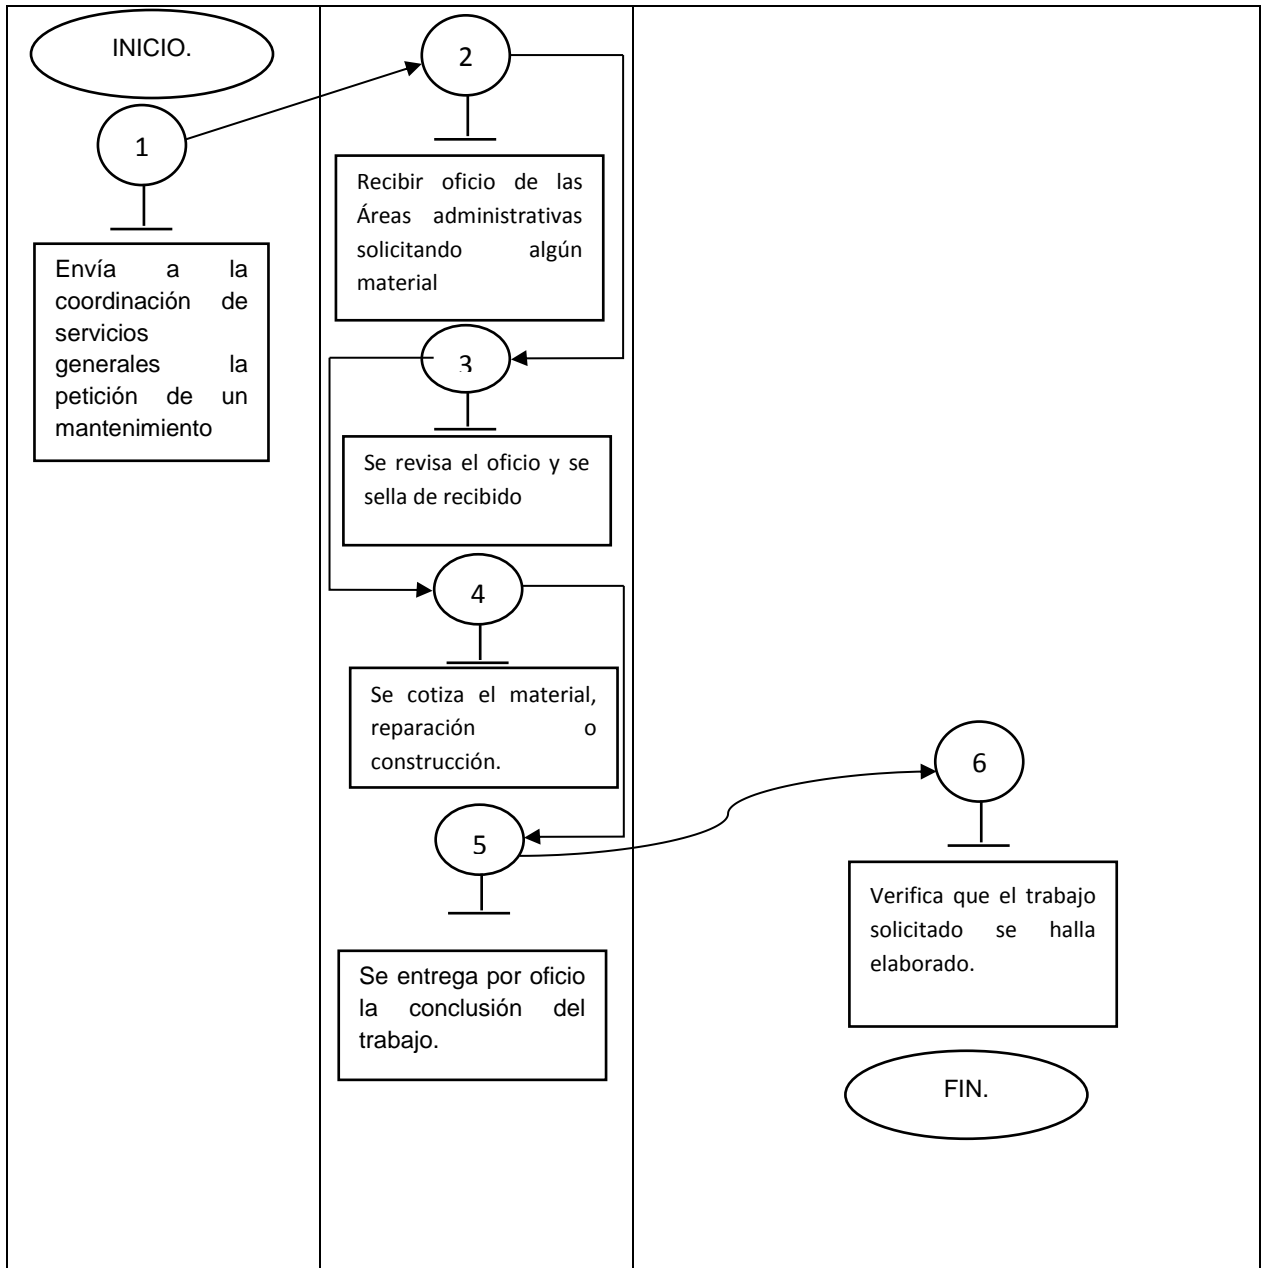 INICIO.
1
Envía a la
coordinación de
servicios
generales la
petición de un
mantenimiento
2
Recibir oficio de las
Áreas administrativas
solicitando algún
material
3
Se revisa el oficio y se
sella de recibido
4
Se cotiza el material,
reparación o
construcción.
5
Se entrega por oficio
la conclusión del
trabajo.
6
Verifica que el trabajo
solicitado se halla
elaborado.
FIN.